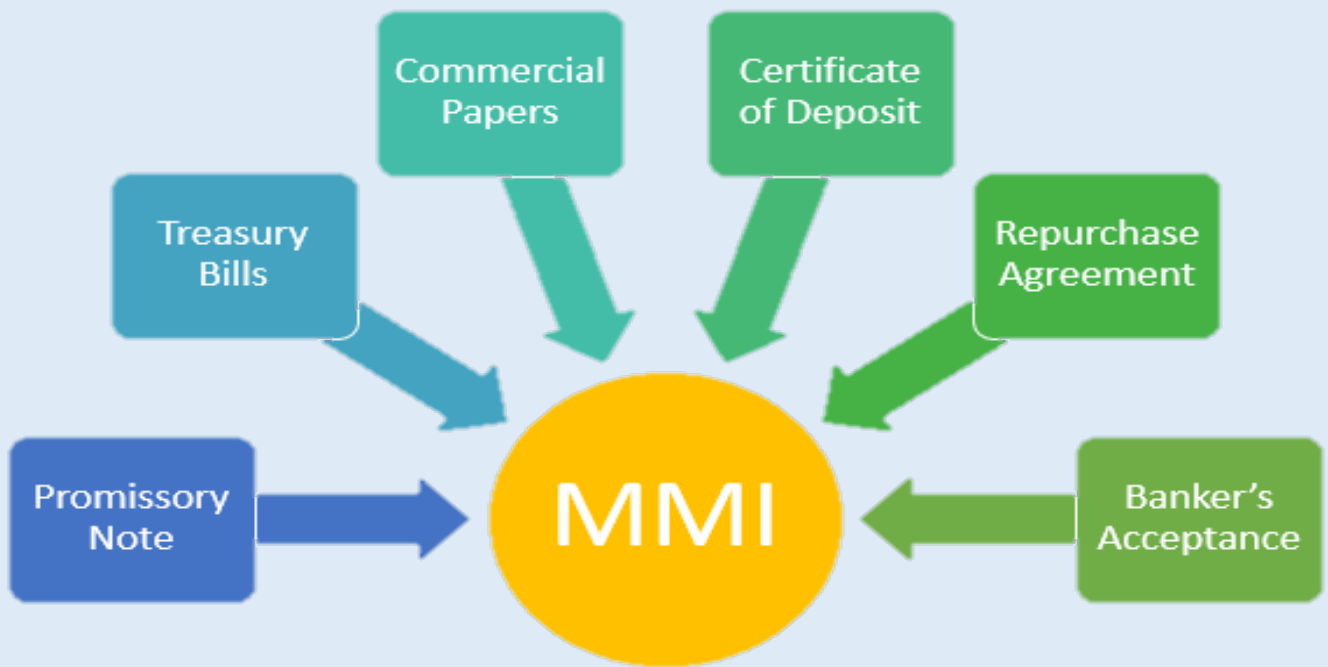 Commercial
Papers
Certificate
of Deposit
Treasury
Bills
Repurchase
Agreement
Promissory
Note
MMI
Banker’s
Acceptance